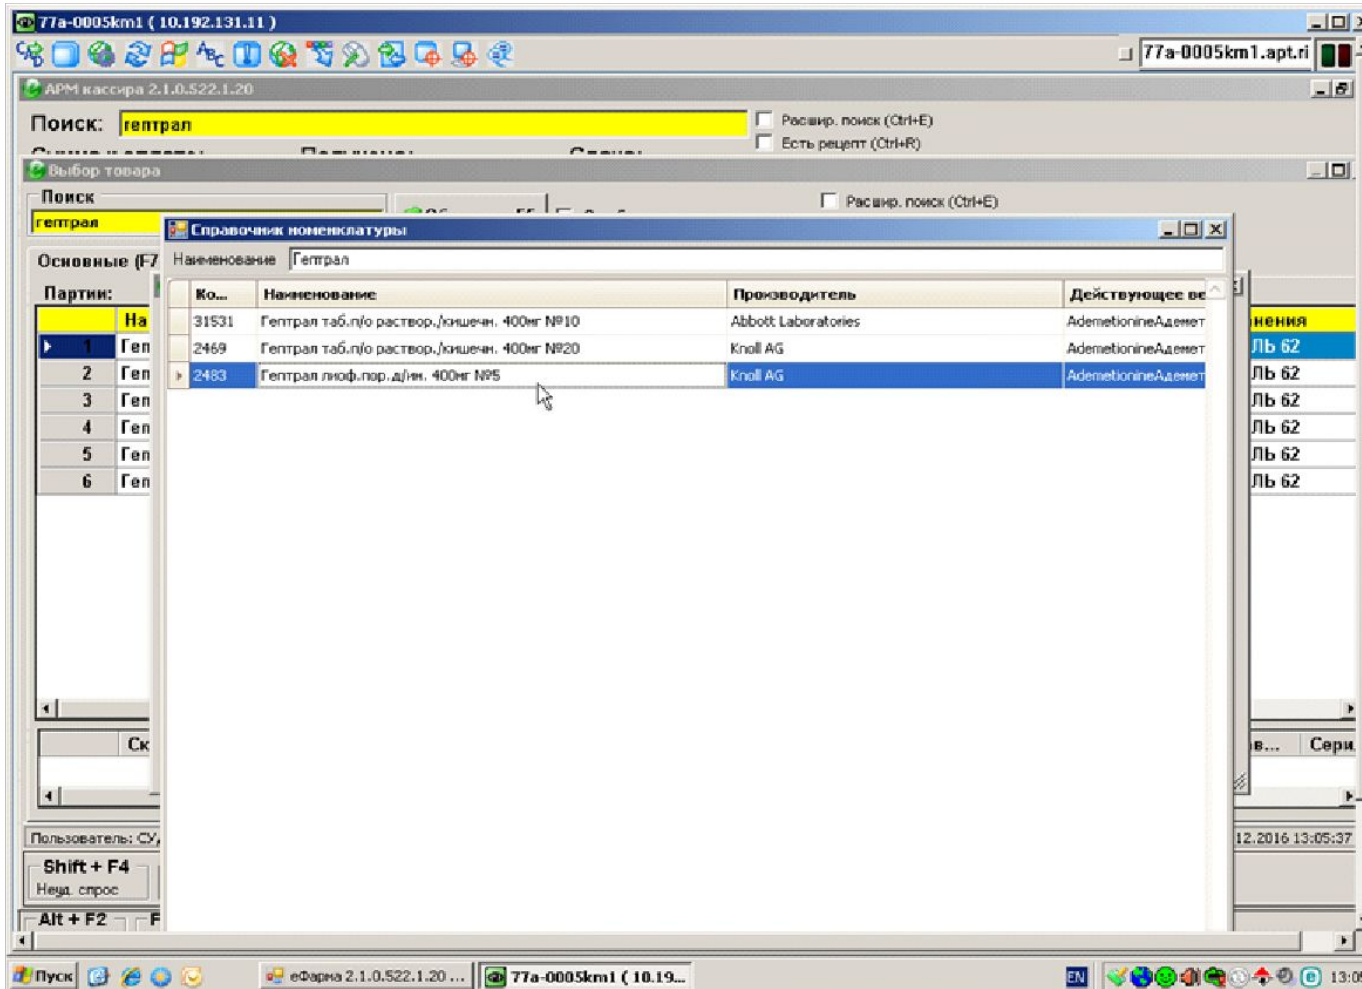 77a-0005km1 ( 10.192.131.11 )
77a-0005km1.apt.ri
АРМ кассира 2.1.0.522.1.20
Поиск: гептрал
Расшир. поиск (Ctrl+E)
Есть рецепт (Ctrl+R)
Выбор товара
Поиск
Расшир. поиск (Ctrl+E)
гептрал
Справочник номенклатуры
Основные (F7
Наименование Гептрал
Партии:
Ко... Наименование Производитель Действующее ве
На нения
31531 Гептрал таб.п/о раствор./кишечн. 400мг №10 Abbott Laboratories AdemetionineАдемет
1 Геп ЛЬ 62
2469 Гептрал таб.п/о раствор./кишечн. 400мг №20 Knoll AG AdemetionineАдемет
2 Геп ЛЬ 62
2483 Гептрал лиоф.пор.д/ин. 400мг №5 Knoll AG AdemetionineАдемет
3 Геп ЛЬ 62
4 Геп ЛЬ 62
5 Геп ЛЬ 62
6 Геп ЛЬ 62
Ск в... Сери
Пользователь: СУ 12.2016 13:05:37
Shift + F4
Неуд. спрос
Alt + F2 F
Пуск еФарма 2.1.0.522.1.20 ... 77a-0005km1 ( 10.19... EN 13:05